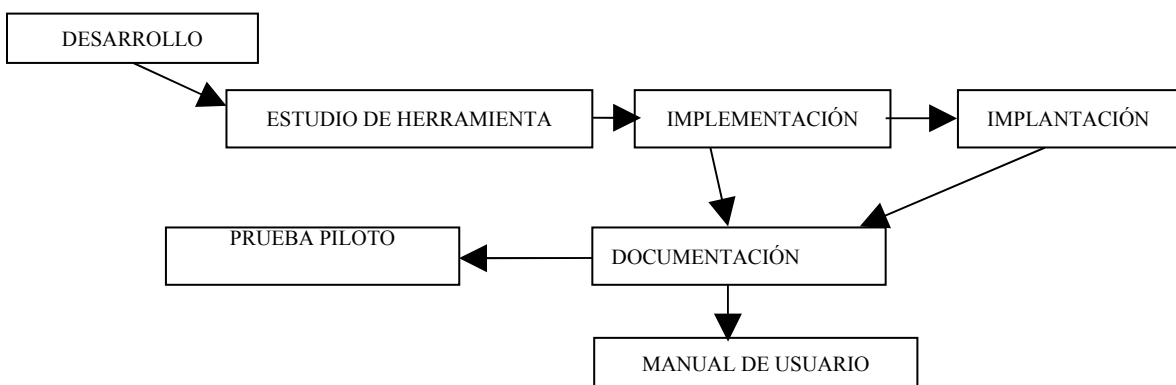 DESARROLLO
ESTUDIO DE HERRAMIENTA
IMPLEMENTACIÓN
IMPLANTACIÓN
PRUEBA PILOTO
DOCUMENTACIÓN
MANUAL DE USUARIO